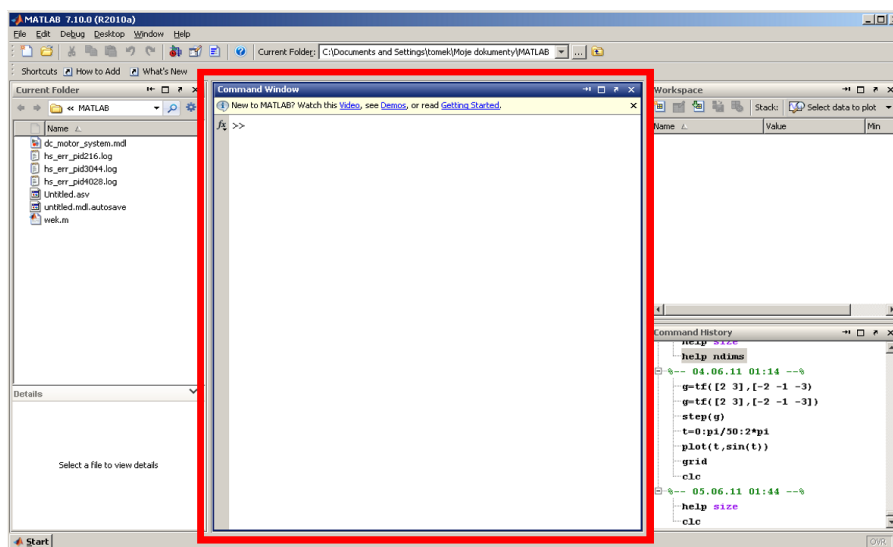 MATLAB 7.10.0 (R2010a)
File Edit Debug Desktop Window Help
Current Folder: C:\Documents and Settings\tomek\Moje dokumenty\MATLAB ...
Shortcuts How to Add What's New
Current Folder
« MATLAB
Name
dc_motor_system.mdl
hs_err_pid216.log
hs_err_pid3044.log
hs_err_pid4028.log
Untitled.asv
untitled.mdl.autosave
wek.m
Details
Select a file to view details
Command Window
New to MATLAB? Watch this Video, see Demos, or read Getting Started.
fx >>
Workspace
Stack: Select data to plot
Name Value Min
Command History
help size
help ndims
%-- 04.06.11 01:14 --%
g=tf([2 3],[-2 -1 -3)
g=tf([2 3],[-2 -1 -3])
step(g)
t=0:pi/50:2*pi
plot(t,sin(t))
grid
clc
%-- 05.06.11 01:44 --%
help size
clc
Start
OVR